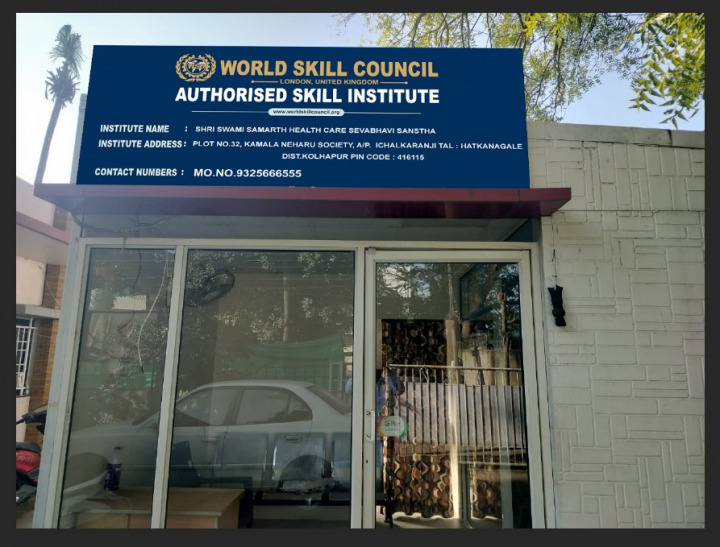 WORLD SKILL COUNCIL
LONDON, UNITED KINGDOM
AUTHORISED SKILL INSTITUTE
www.worldskillcouncil.org
INSTITUTE NAME : SHRI SWAMI SAMARTH HEALTH CARE SEVABHAVI SANSTHA
INSTITUTE ADDRESS : PLOT NO.32, KAMALA NEHARU SOCIETY, A/P. ICHALKARANJI TAL : HATKANAGALE
DIST.KOLHAPUR PIN CODE : 416115
CONTACT NUMBERS : MO.NO.9325666555